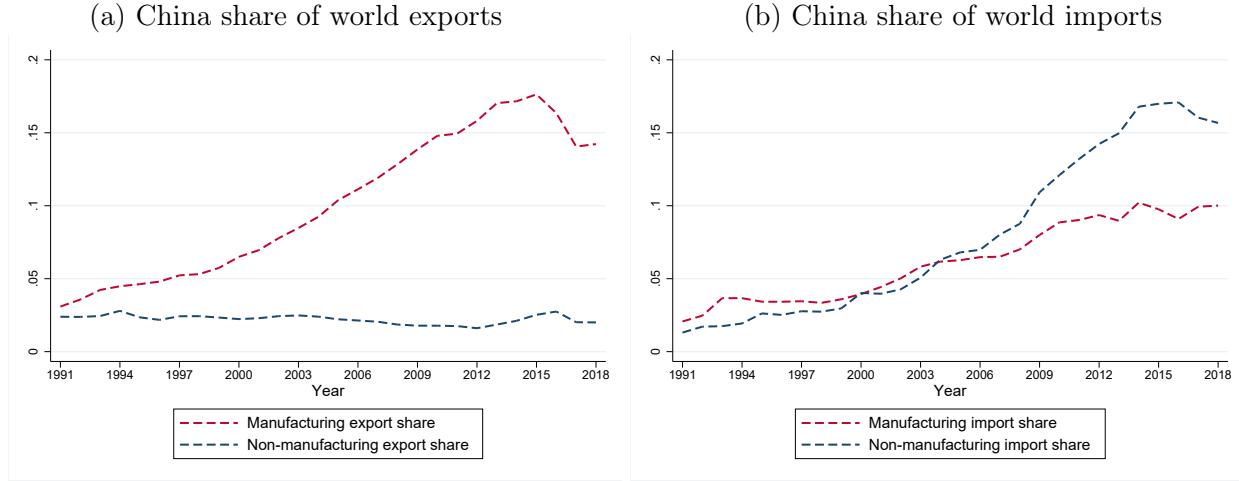 (a) China share of world exports
.2
.15
.1
.05
0
1991 1994 1997 2000 2003 2006 2009 2012 2015 2018
Year
Manufacturing export share
Non-manufacturing export share
(b) China share of world imports
.2
.15
.1
.05
0
1991 1994 1997 2000 2003 2006 2009 2012 2015 2018
Year
Manufacturing import share
Non-manufacturing import share